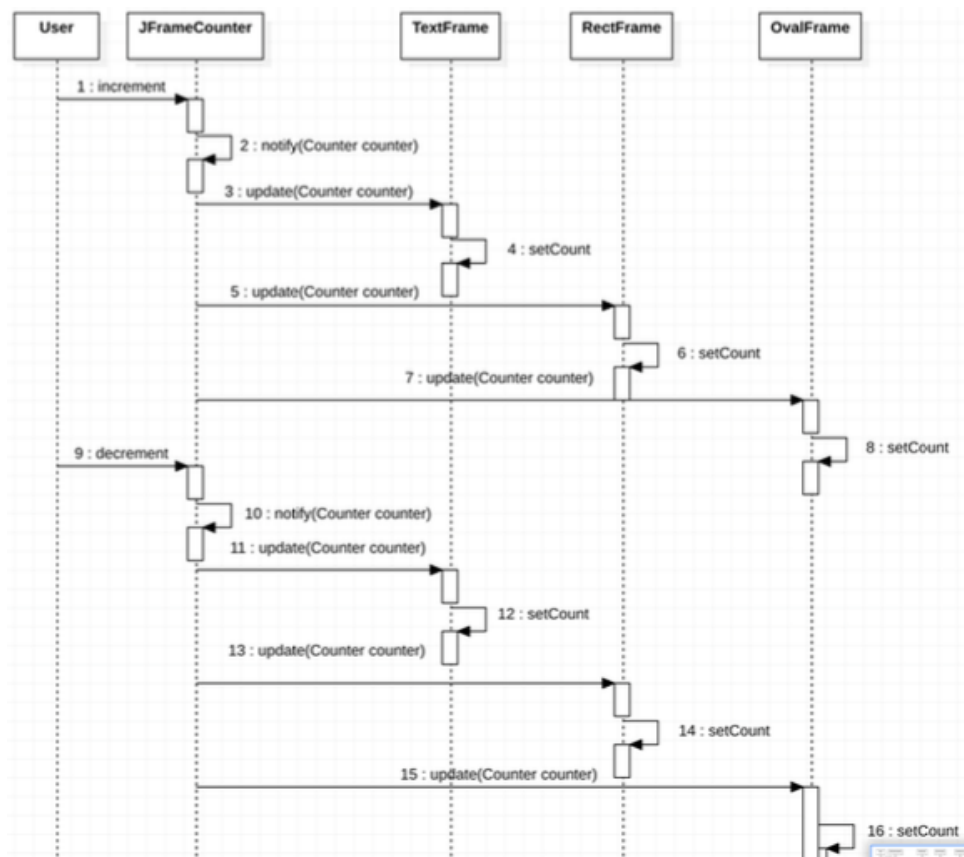 User
JFrameCounter
TextFrame
RectFrame
OvalFrame
1 : increment
2 : notify(Counter counter)
3 : update(Counter counter)
4 : setCount
5 : update(Counter counter)
6 : setCount
7 : update(Counter counter)
8 : setCount
9 : decrement
10 : notify(Counter counter)
11 : update(Counter counter)
12 : setCount
13 : update(Counter counter)
14 : setCount
15 : update(Counter counter)
16 : setCount